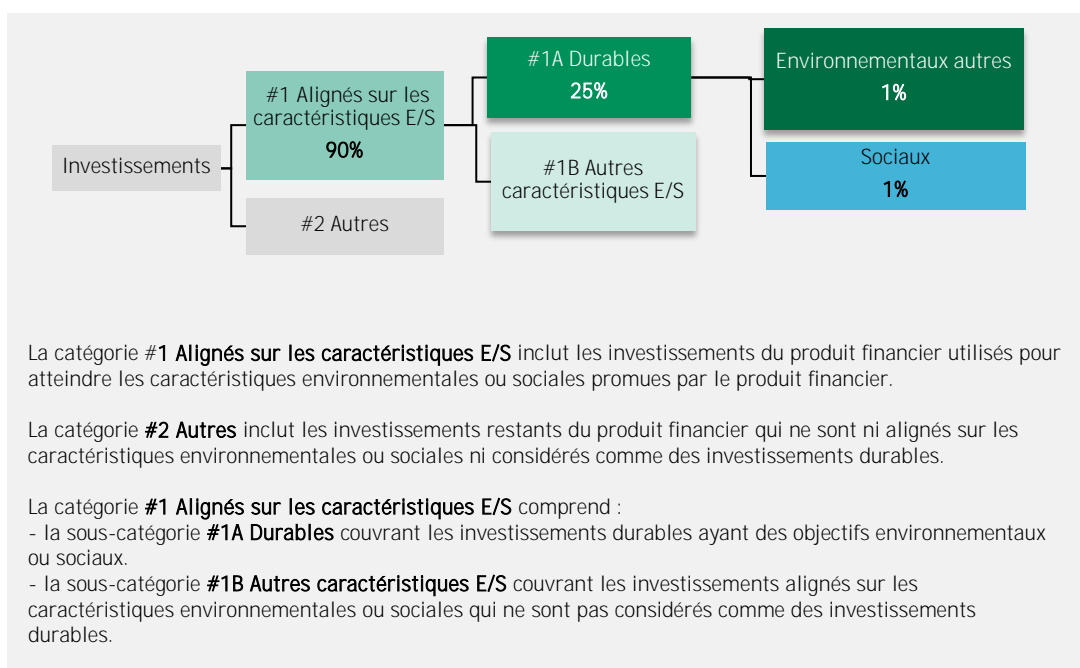 Investissements
#1 Alignés sur les
caractéristiques E/S
90%
#2 Autres
#1A Durables
25%
#1B Autres
caractéristiques E/S
Environnementaux autres
1%
Sociaux
1%
La catégorie #1 Alignés sur les caractéristiques E/S inclut les investissements du produit financier utilisés pour
atteindre les caractéristiques environnementales ou sociales promues par le produit financier.
La catégorie #2 Autres inclut les investissements restants du produit financier qui ne sont ni alignés sur les
caractéristiques environnementales ou sociales ni considérés comme des investissements durables.
La catégorie #1 Alignés sur les caractéristiques E/S comprend :
- la sous-catégorie #1A Durables couvrant les investissements durables ayant des objectifs environnementaux
ou sociaux.
- la sous-catégorie #1B Autres caractéristiques E/S couvrant les investissements alignés sur les
caractéristiques environnementales ou sociales qui ne sont pas considérés comme des investissements
durables.